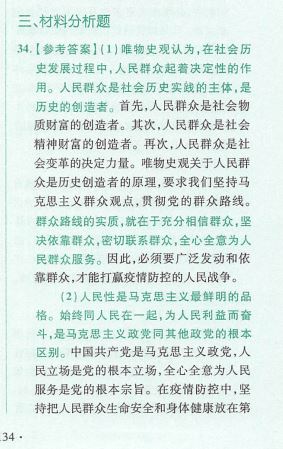 三、材料分析题
34.【参考答案】(1)唯物史观认为,在社会历
史发展过程中,人民群众起着决定性的作
用。人民群众是社会历史实践的主体,是
历史的创造者。首先,人民群众是社会物
质财富的创造者。其次,人民群众是社会
精神财富的创造者。再次,人民群众是社
会变革的决定力量。唯物史观关于人民群
众是历史创造者的原理,要求我们坚持马
克思主义群众观点,贯彻党的群众路线。
群众路线的实质,就在于充分相信群众,坚
决依靠群众,密切联系群众,全心全意为人
民群众服务。因此,必须要广泛发动和依
靠群众,才能打赢疫情防控的人民战争。
(2)人民性是马克思主义最鲜明的品
格。始终同人民在一起,为人民利益而奋
斗,是马克思主义政党同其他政党的根本
区别。中国共产党是马克思主义政党,人
民立场是党的根本立场,全心全意为人民
服务是党的根本宗旨。在疫情防控中,坚
持把人民群众生命安全和身体健康放在第
34·